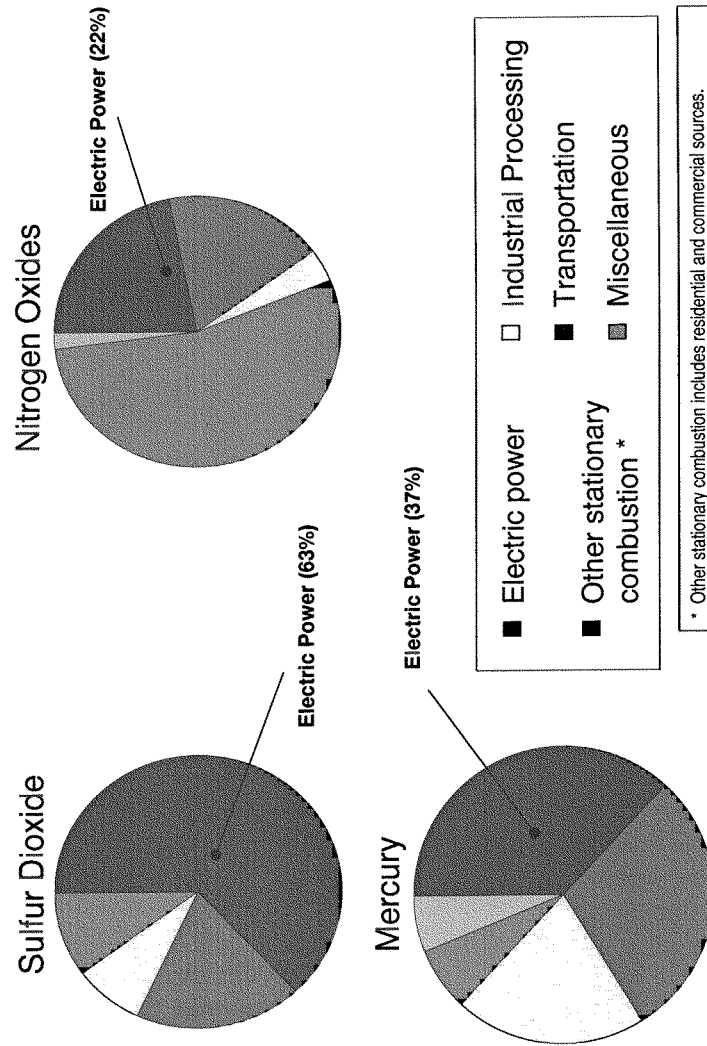 Sulfur Dioxide
Electric Power (63%)
Nitrogen Oxides
Electric Power (22%)
Mercury
Electric Power (37%)
Electric power
Industrial Processing
Other stationary
combustion *
Transportation
Miscellaneous
* Other stationary combustion includes residential and commercial sources.